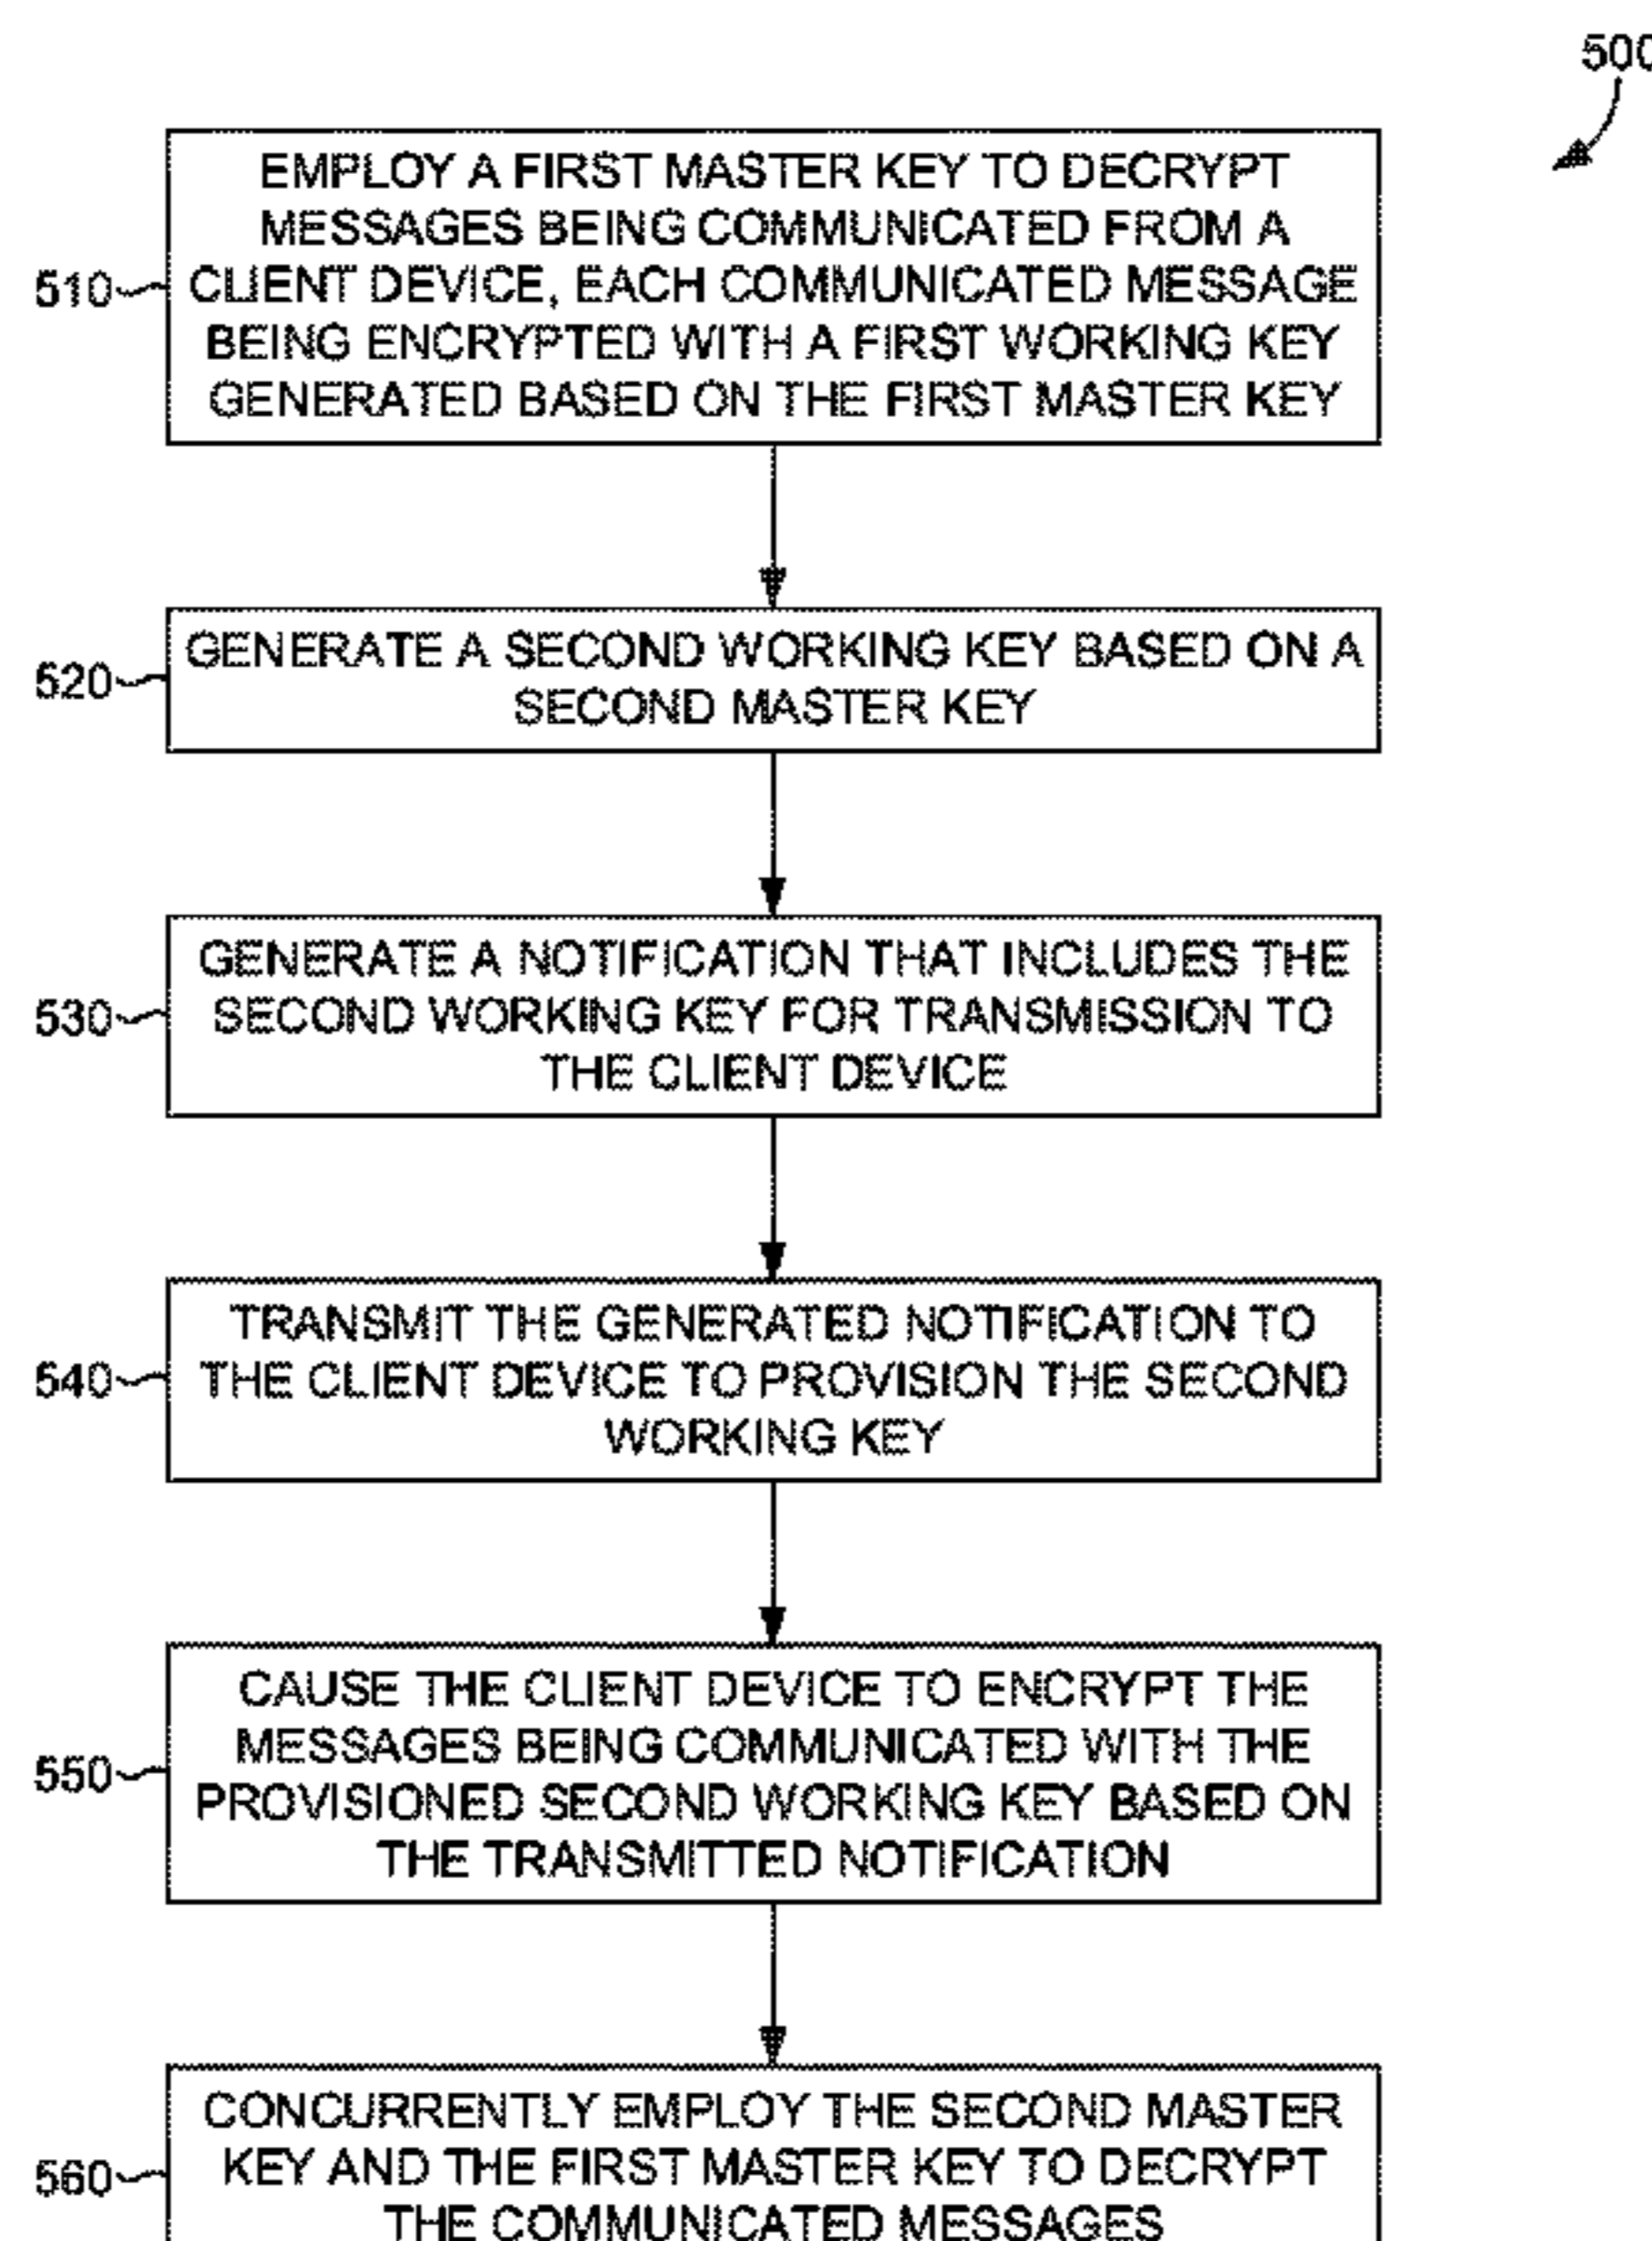 500
EMPLOY A FIRST MASTER KEY TO DECRYPT
MESSAGES BEING COMMUNICATED FROM A
510 CLIENT DEVICE, EACH COMMUNICATED MESSAGE
BEING ENCRYPTED WITH A FIRST WORKING KEY
GENERATED BASED ON THE FIRST MASTER KEY
520
GENERATE A SECOND WORKING KEY BASED ON A
SECOND MASTER KEY
GENERATE A NOTIFICATION THAT INCLUDES THE
530 SECOND WORKING KEY FOR TRANSMISSION TO
THE CLIENT DEVICE
TRANSMIT THE GENERATED NOTIFICATION TO
540 THE CLIENT DEVICE TO PROVISION THE SECOND
WORKING KEY
CAUSE THE CLIENT DEVICE TO ENCRYPT THE
MESSAGES BEING COMMUNICATED WITH THE
550 PROVISIONED SECOND WORKING KEY BASED ON
THE TRANSMITTED NOTIFICATION
CONCURRENTLY EMPLOY THE SECOND MASTER
560 KEY AND THE FIRST MASTER KEY TO DECRYPT
THE COMMUNICATED MESSAGES